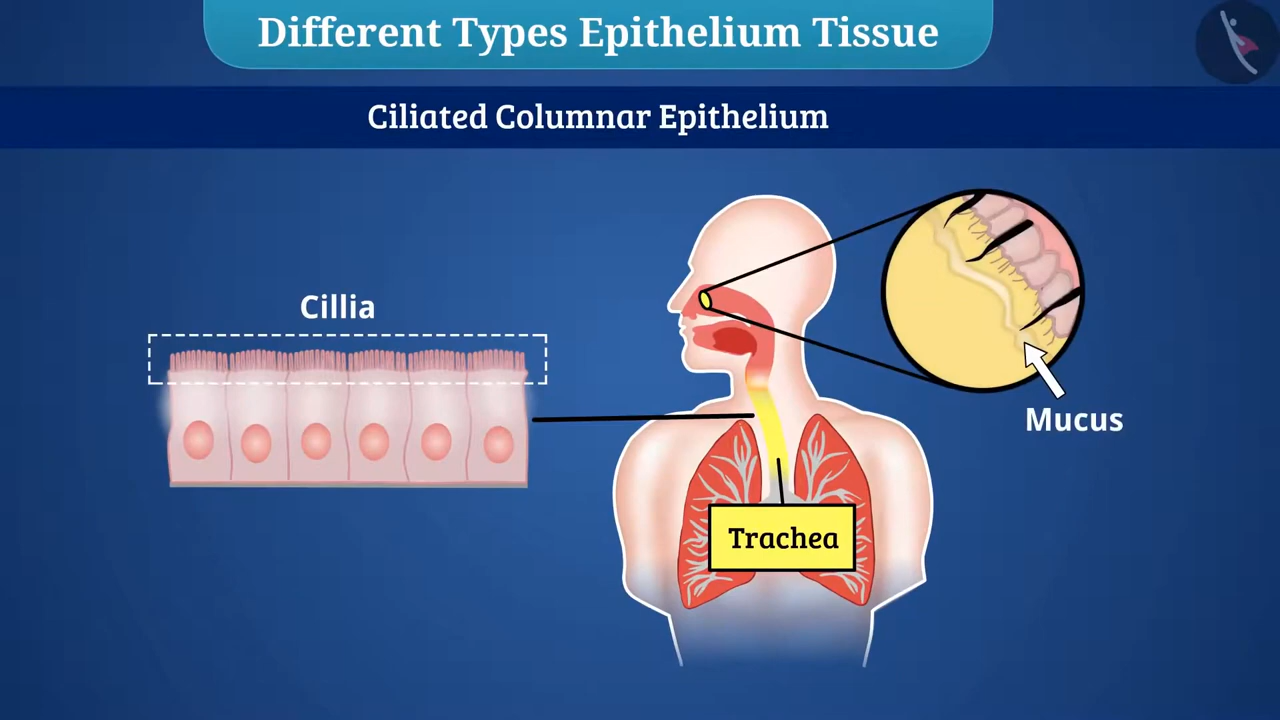 Different Types Epithelium Tissue
Ciliated Columnar Epithelium
Cillia
Mucus
Trachea